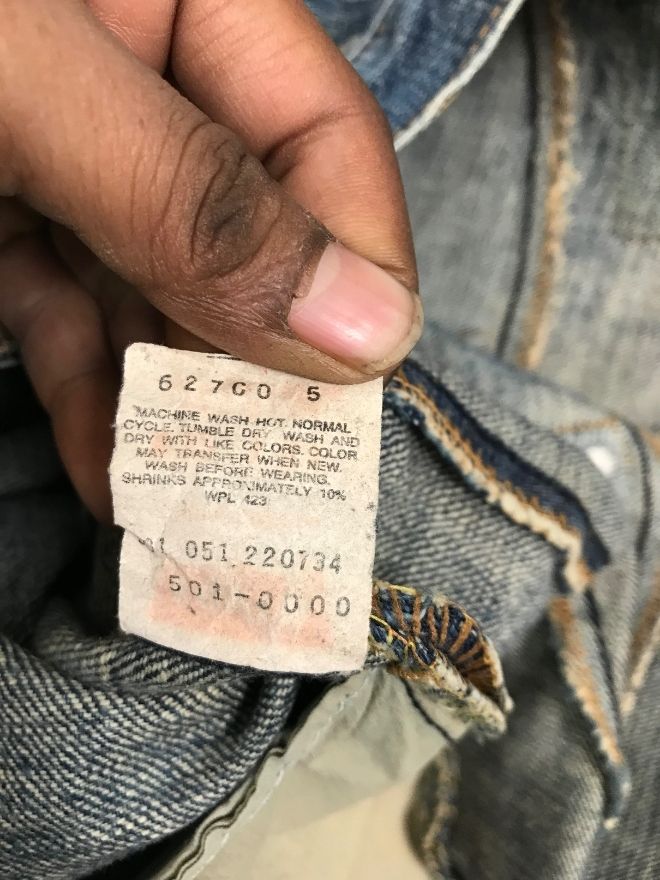 627CO 5
MACHINE WASH HOT. NORMAL
CYCLE. TUMBLE DRY. WASH AND
DRY WITH LIKE COLORS. COLOR
MAY TRANSFER WHEN NEW.
WASH BEFORE WEARING.
SHRINKS APPROXIMATELY 10%
WPL 423
051 220734
501-0000